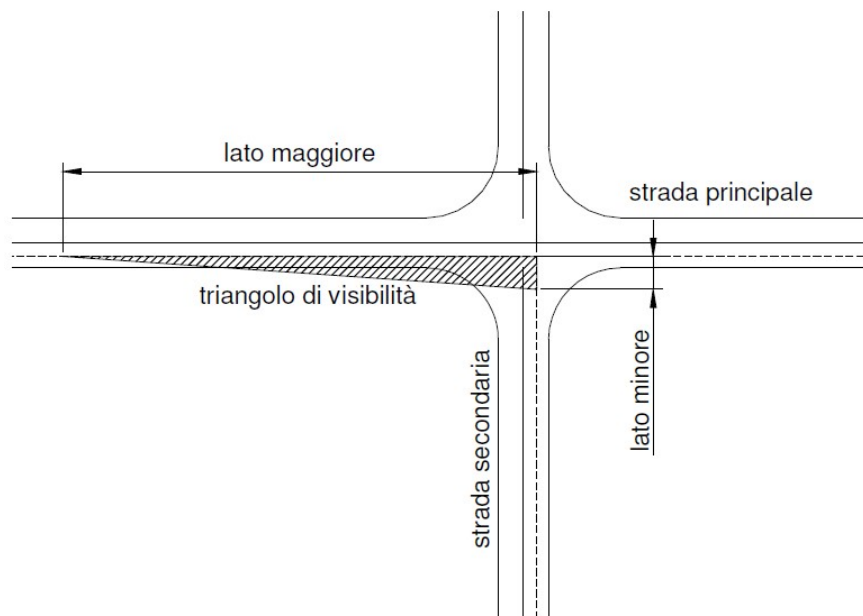 lato maggiore
strada principale
triangolo di visibilità
strada secondaria
lato minore